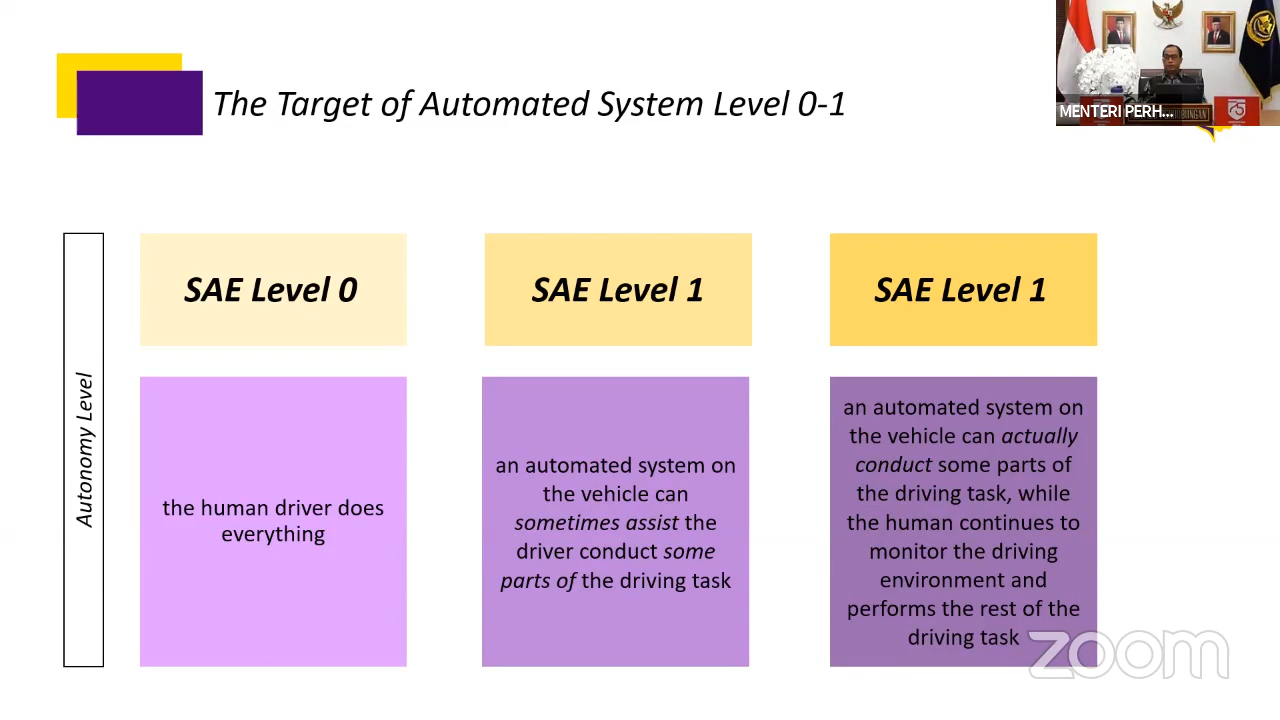 The Target of Automated System Level 0-1
MENTERI PERH...
75
Autonomy Level
SAE Level 0
SAE Level 1
SAE Level 1
the human driver does
everything
an automated system on
the vehicle can
sometimes assist the
driver conduct some
parts of the driving task
an automated system on
the vehicle can actually
conduct some parts of
the driving task, while
the human continues to
monitor the driving
environment and
performs the rest of the
driving task
zoom